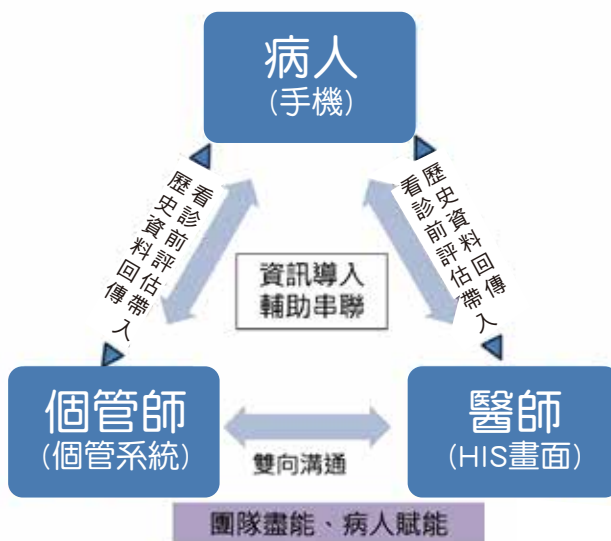 病人
(手機)
看診前評估帶入
歷史資料回傳
歷史資料回傳
看診前評估帶入
資訊導入
輔助串聯
個管師
(個管系統)
雙向溝通
醫師
(HIS畫面)
團隊盡能、病人賦能